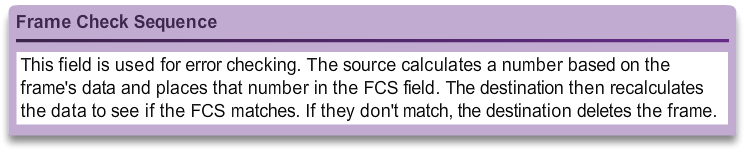 Frame Check Sequence
This field is used for error checking. The source calculates a number based on the
frame's data and places that number in the FCS field. The destination then recalculates
the data to see if the FCS matches. If they don't match, the destination deletes the frame.